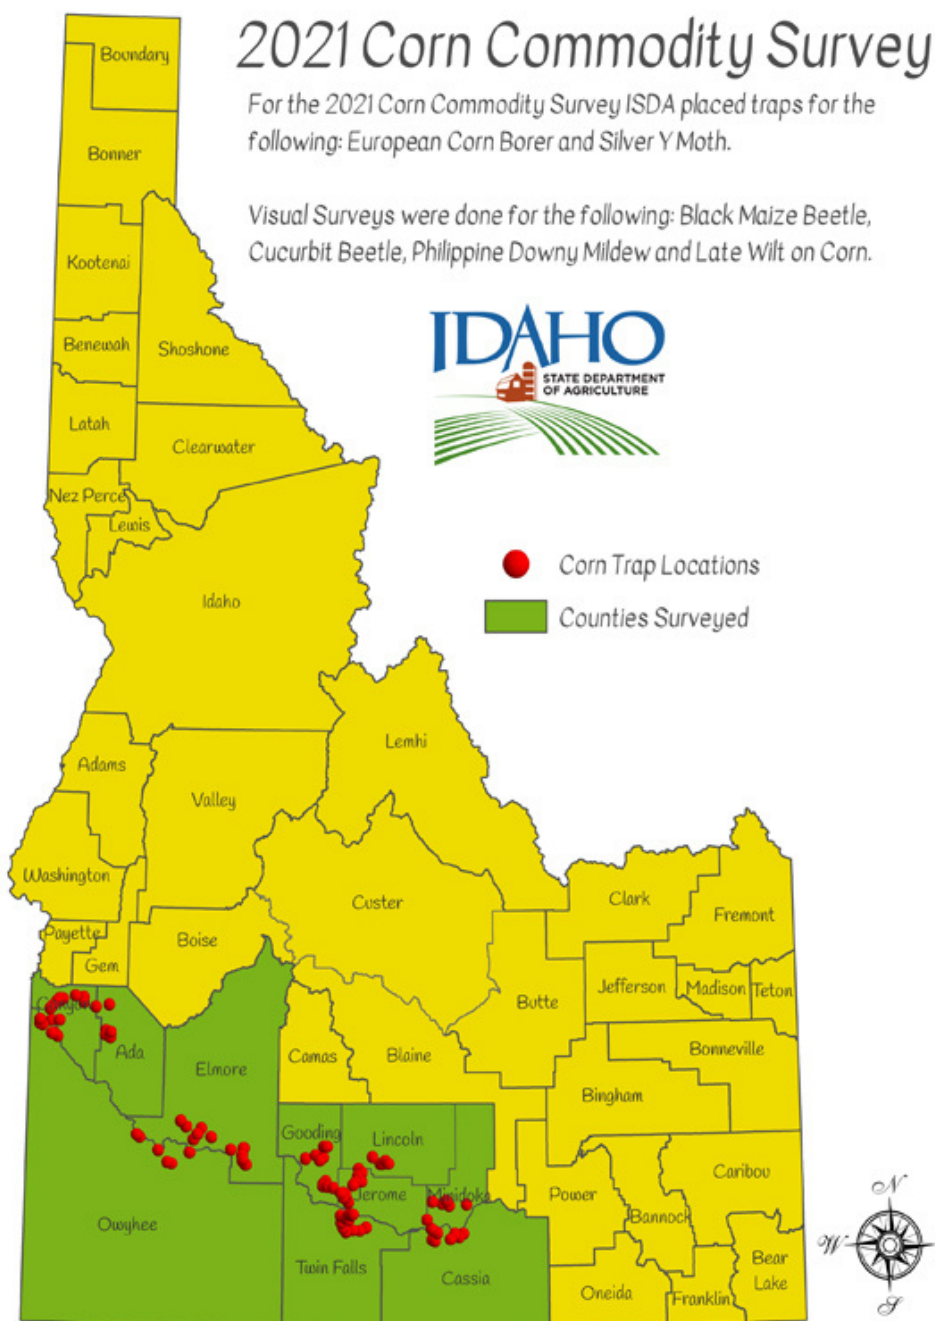 2021 Corn Commodity Survey
For the 2021 Corn Commodity Survey ISDA placed traps for the
following: European Corn Borer and Silver Y Moth.
Visual Surveys were done for the following: Black Maize Beetle,
Cucurbit Beetle, Philippine Downy Mildew and Late Wilt on Corn.
IDAHO
STATE DEPARTMENT
OF AGRICULTURE
Corn Trap Locations
Counties Surveyed
Boundary
Bonner
Kootenai
Benewah
Shoshone
Latah
Clearwater
Nez Perce
Lewis
Idaho
Lemhi
Adams
Valley
Washington
Custer
Clark
Fremont
Payette
Boise
Gem
Jefferson
Madison
Teton
Butte
Canyon
Ada
Elmore
Camas
Blaine
Bonneville
Bingham
Gooding
Lincoln
Caribou
Jerome
Minidoka
Power
Bannock
Owyhee
Twin Falls
Cassia
Oneida
Franklin
Bear
Lake
N
W
S